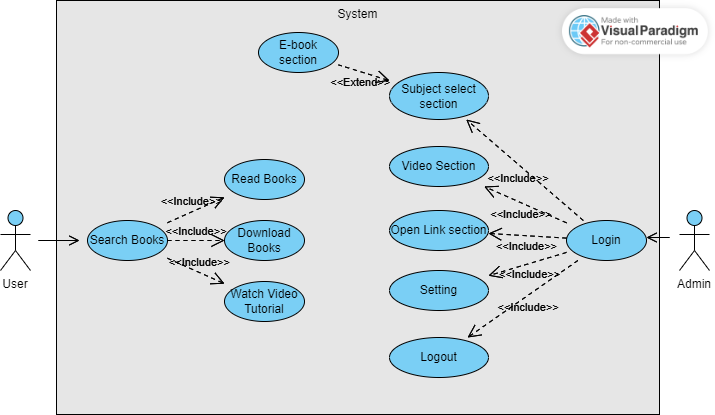 System
Made with
Visual Paradigm
For non-commercial use
E-book
section
<<Extend>>
Subject select
section
Video Section
<<Include>>
Read Books
<<Include>>
<<Include>>
User
Search Books
<<Include>>
Download
Books
Open Link section
<<Include>>
Login
Admin
<<Include>>
Watch Video
Tutorial
Setting
<<Include>>
<<Include>>
Logout